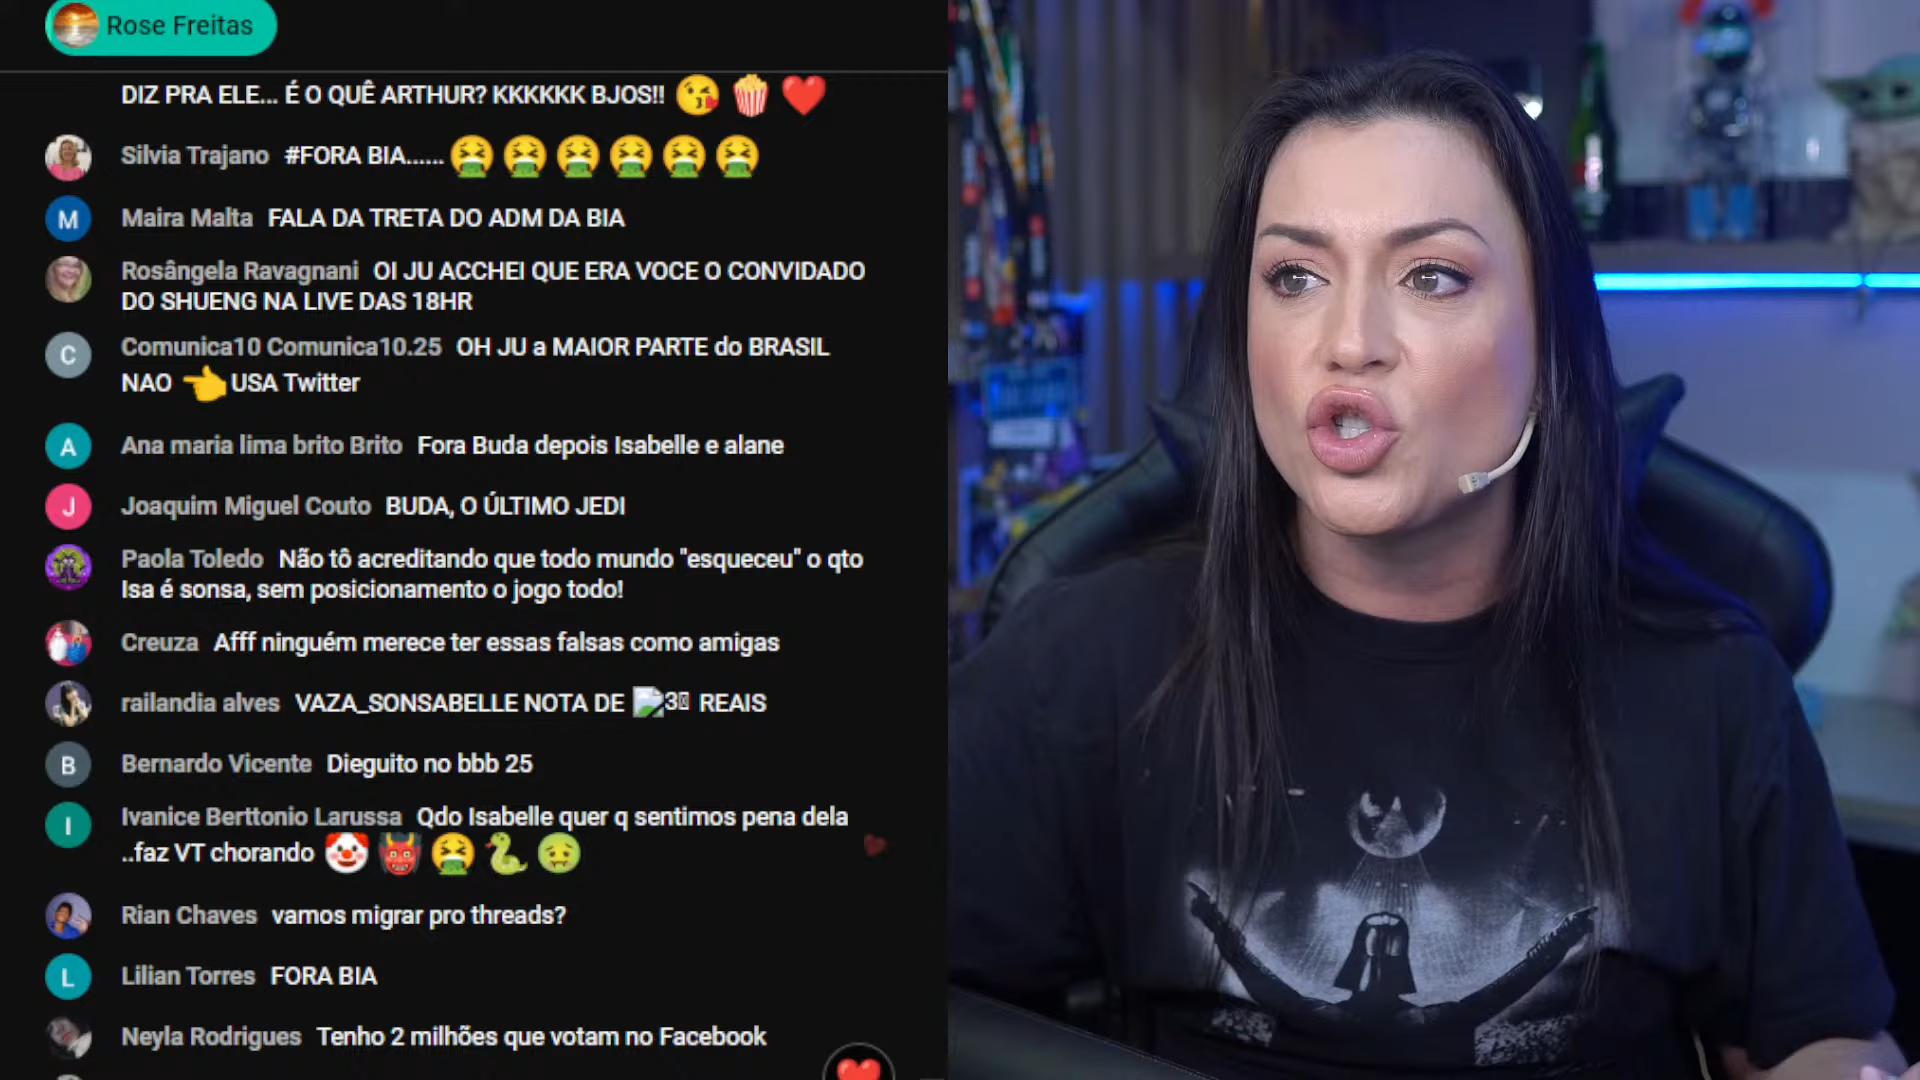 Rose Freitas
DIZ PRA ELE... É O QUÊ ARTHUR? KKKKKK BJOS!! 😘 🍿 ❤️
Silvia Trajano #FORA BIA...... 🤮 🤮 🤮 🤮 🤮 🤮
M Maira Malta FALA DA TRETA DO ADM DA BIA
Rosângela Ravagnani OI JU ACCHEI QUE ERA VOCE O CONVIDADO
DO SHUENG NA LIVE DAS 18HR
C Comunica10 Comunica10.25 OH JU a MAIOR PARTE do BRASIL
NAO 👈 USA Twitter
A Ana maria lima brito Brito Fora Buda depois Isabelle e alane
J Joaquim Miguel Couto BUDA, O ÚLTIMO JEDI
Paola Toledo Não tô acreditando que todo mundo "esqueceu" o qto
Isa é sonsa, sem posicionamento o jogo todo!
Creuza Afff ninguém merece ter essas falsas como amigas
railandia alves VAZA_SONSABELLE NOTA DE 3 REAIS
B Bernardo Vicente Dieguito no bbb 25
I Ivanice Berttonio Larussa Qdo Isabelle quer q sentimos pena dela
..faz VT chorando 🤡 👹 🤮 🐍 🤢
Rian Chaves vamos migrar pro threads?
L Lilian Torres FORA BIA
Neyla Rodrigues Tenho 2 milhões que votam no Facebook